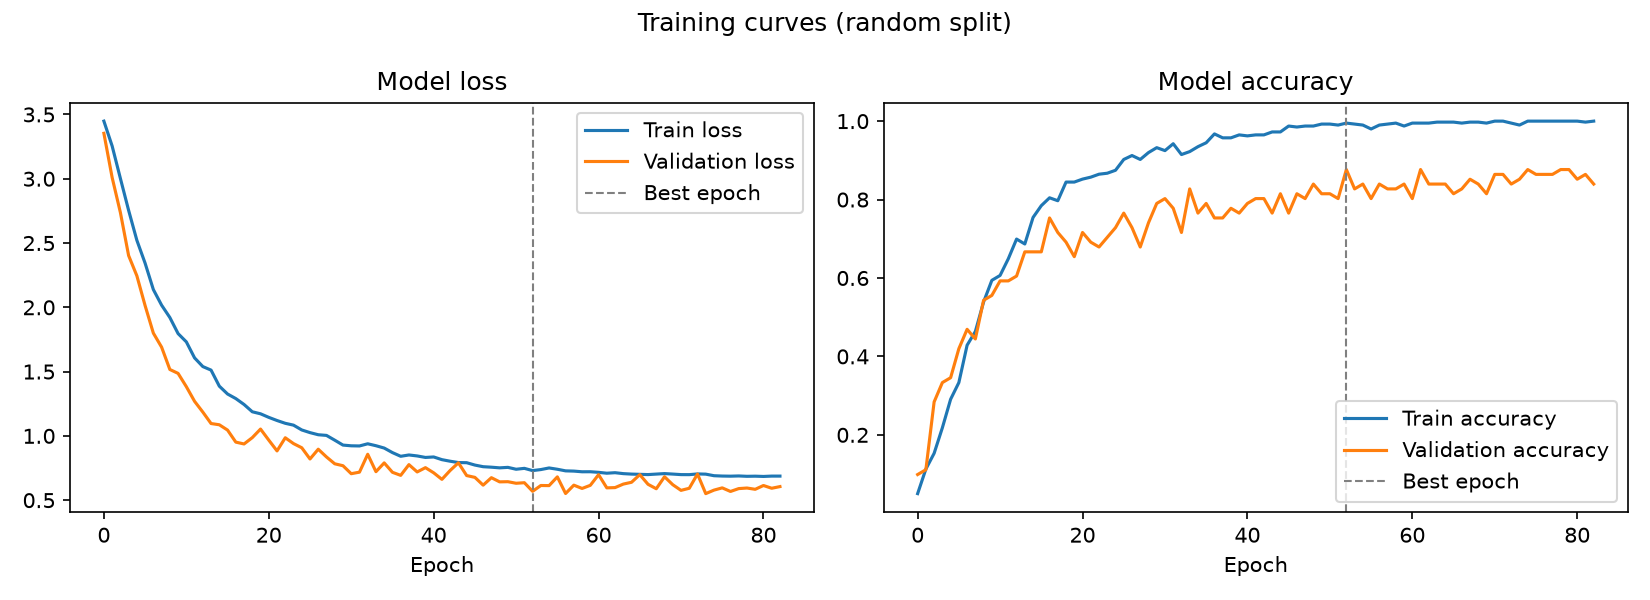 Training curves (random split)
Model loss
3.5
3.0
2.5
2.0
1.5
1.0
0.5
0
20
40
60
80
Epoch
Train loss
Validation loss
Best epoch
Model accuracy
1.0
0.8
0.6
0.4
0.2
0
20
40
60
80
Epoch
Train accuracy
Validation accuracy
Best epoch